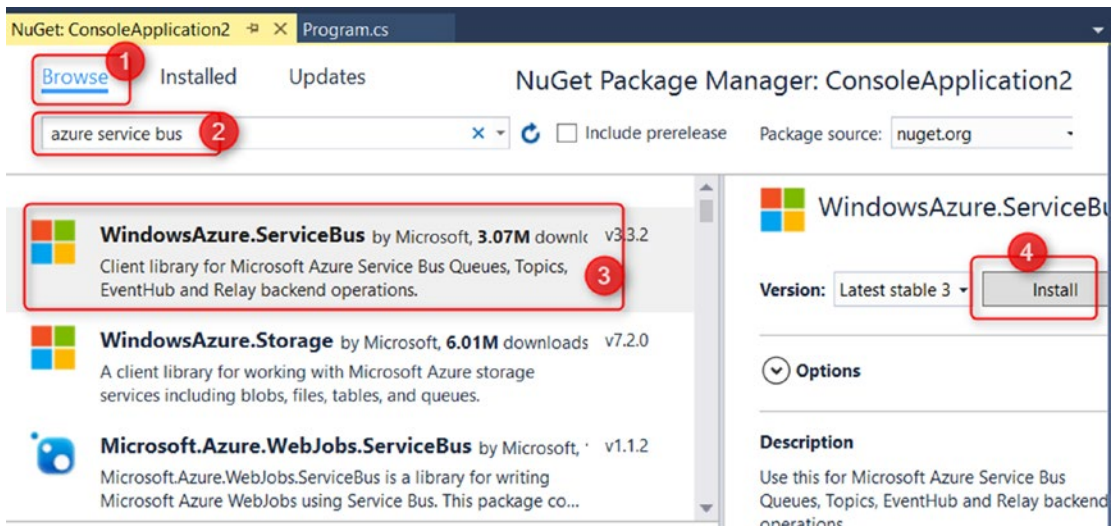 NuGet: ConsoleApplication2 Program.cs
1
Browse Installed Updates NuGet Package Manager: ConsoleApplication2
azure service bus 2 Include prerelease Package source: nuget.org
WindowsAzure.ServiceBus by Microsoft, 3.07M v3.3.2
Client library for Microsoft Azure Service Bus Queues, Topics,
EventHub and Relay backend operations.
3
WindowsAzure.Storage by Microsoft, 6.01M downloads v7.2.0
A client library for working with Microsoft Azure storage
services including blobs, files, tables, and queues.
Microsoft.Azure.WebJobs.ServiceBus by Microsoft, v1.1.2
Microsoft.Azure.WebJobs.ServiceBus is a library for writing
Microsoft Azure WebJobs using Service Bus. This package co...
WindowsAzure.ServiceBu
4
Version: Latest stable 3 Install
Options
Description
Use this for Microsoft Azure Service Bus
Queues, Topics, EventHub and Relay backend
operations